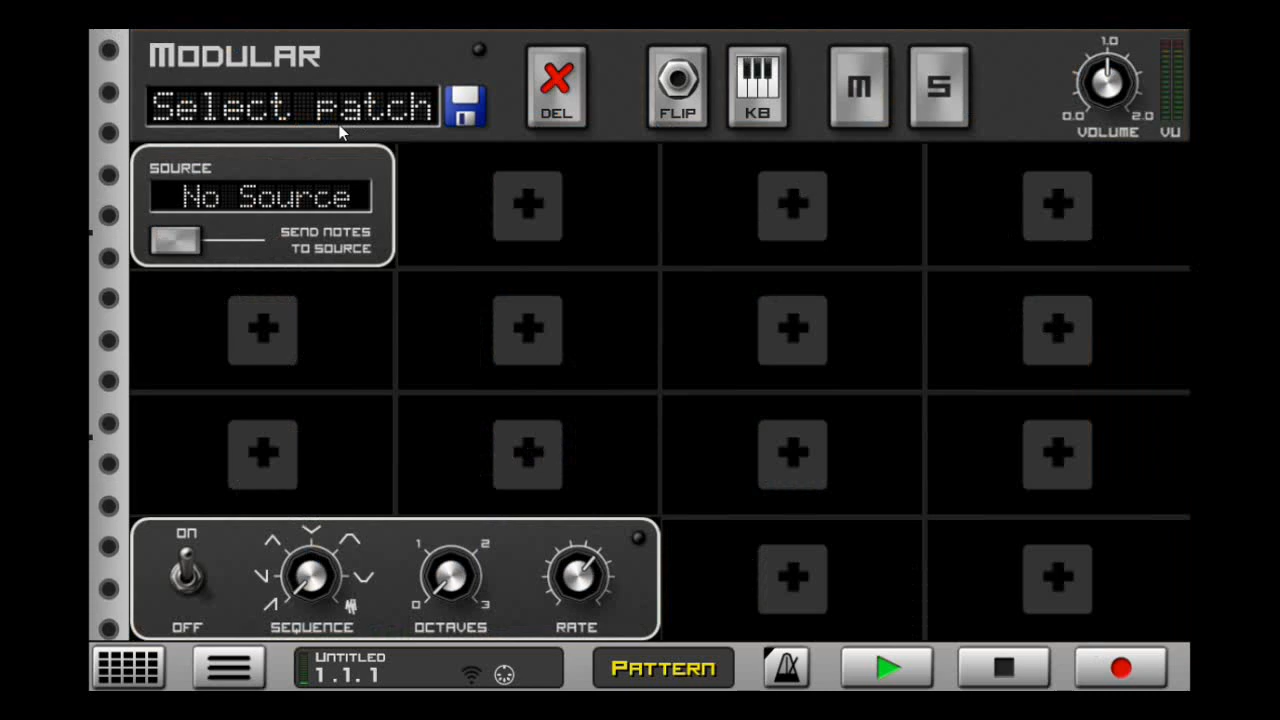 Modular
Select patch
DEL
FLIP
KB
M
S
1.0
0.0
2.0
VOLUME
VU
SOURCE
No Source
SEND NOTES
TO SOURCE
ON
OFF
SEQUENCE
1
2
0
3
OCTAVES
RATE
Untitled
1.1.1
Pattern